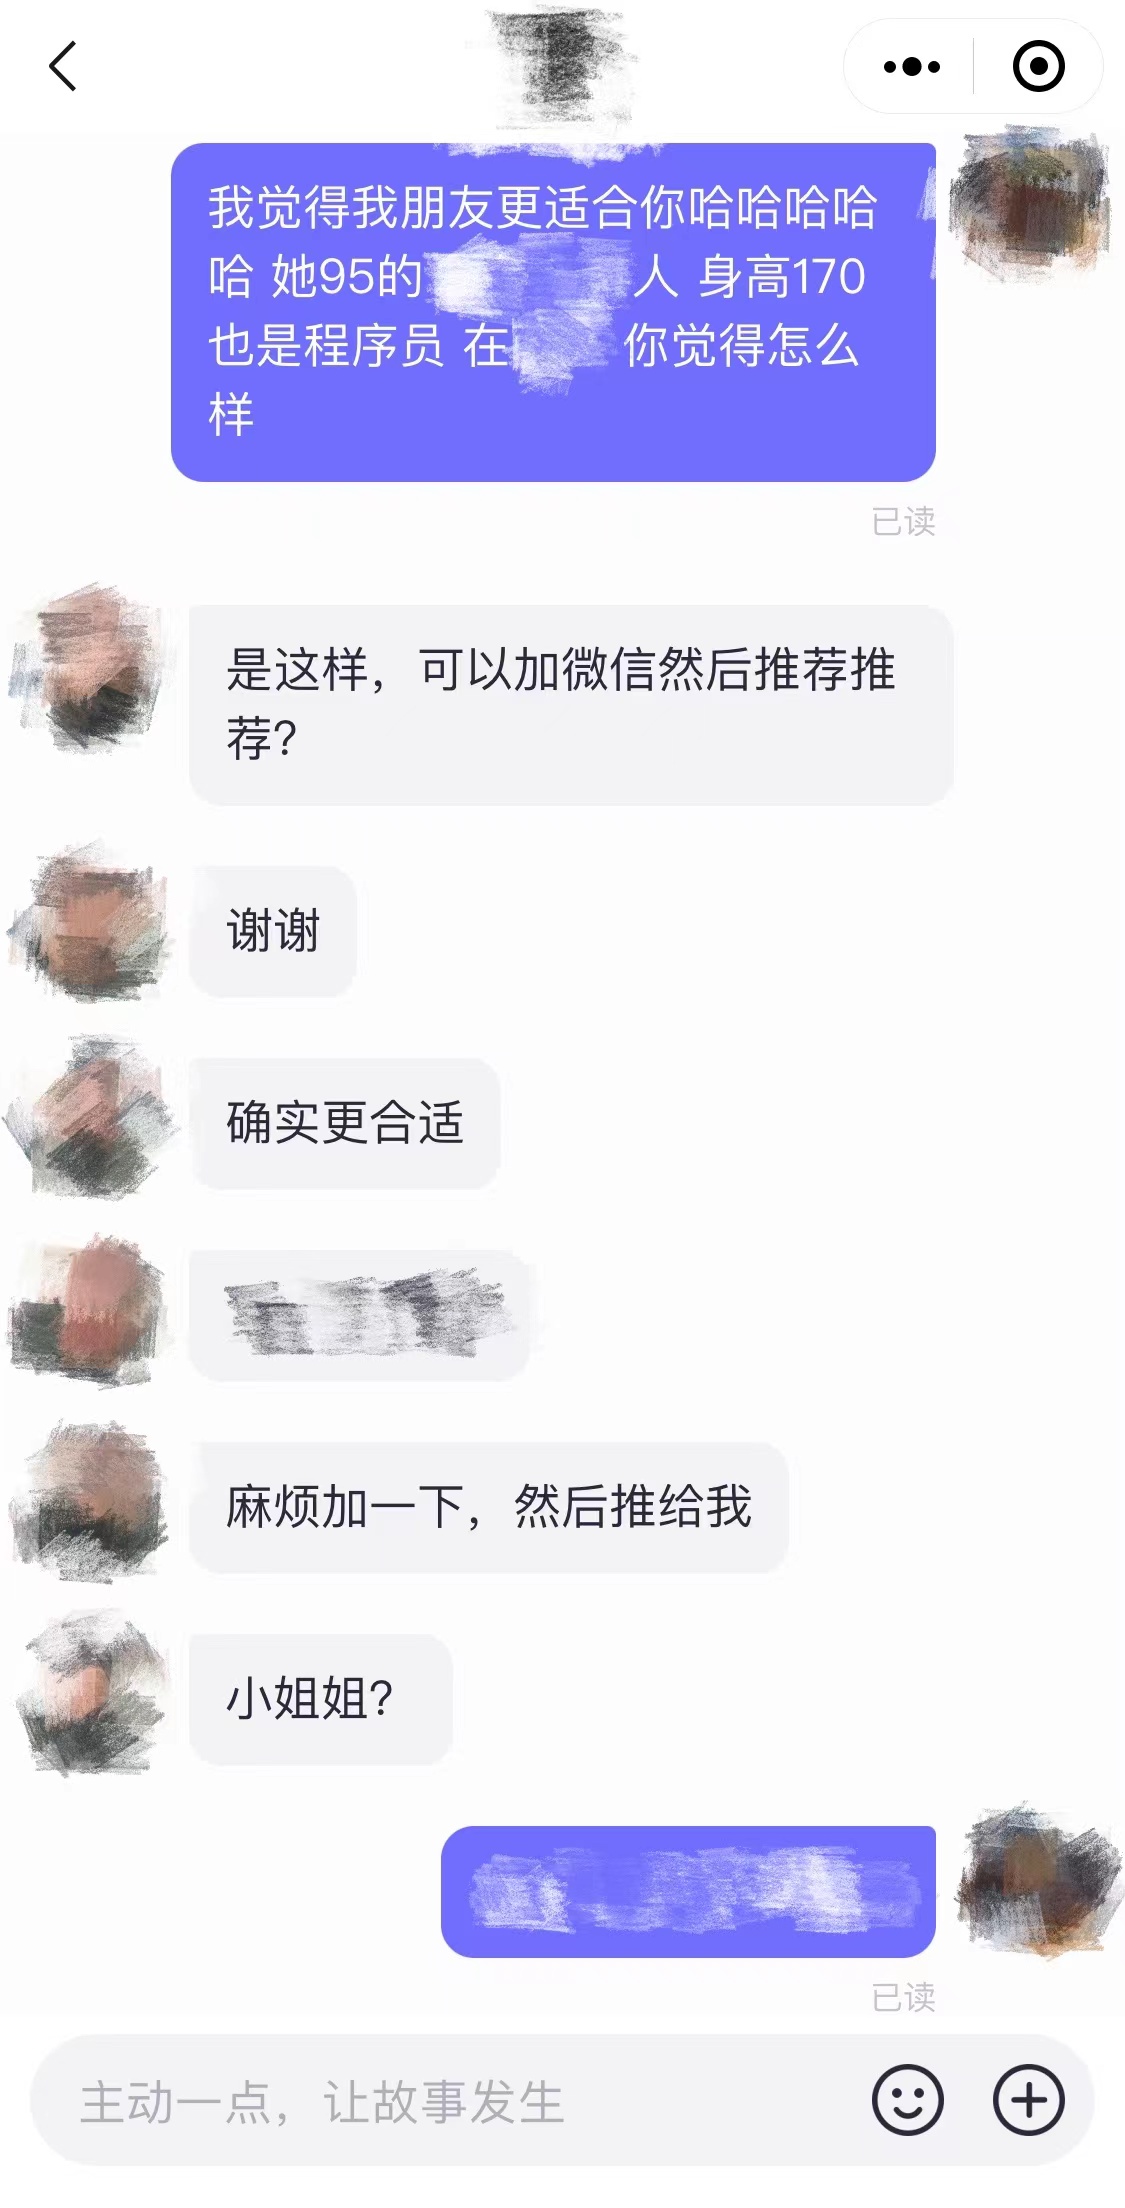 我觉得我朋友更适合你哈哈哈哈
哈 她95的 人 身高170
也是程序员 在 你觉得怎么
样
已读
是这样，可以加微信然后推荐推
荐?
谢谢
确实更合适
麻烦加一下，然后推给我
小姐姐?
已读
主动一点，让故事发生